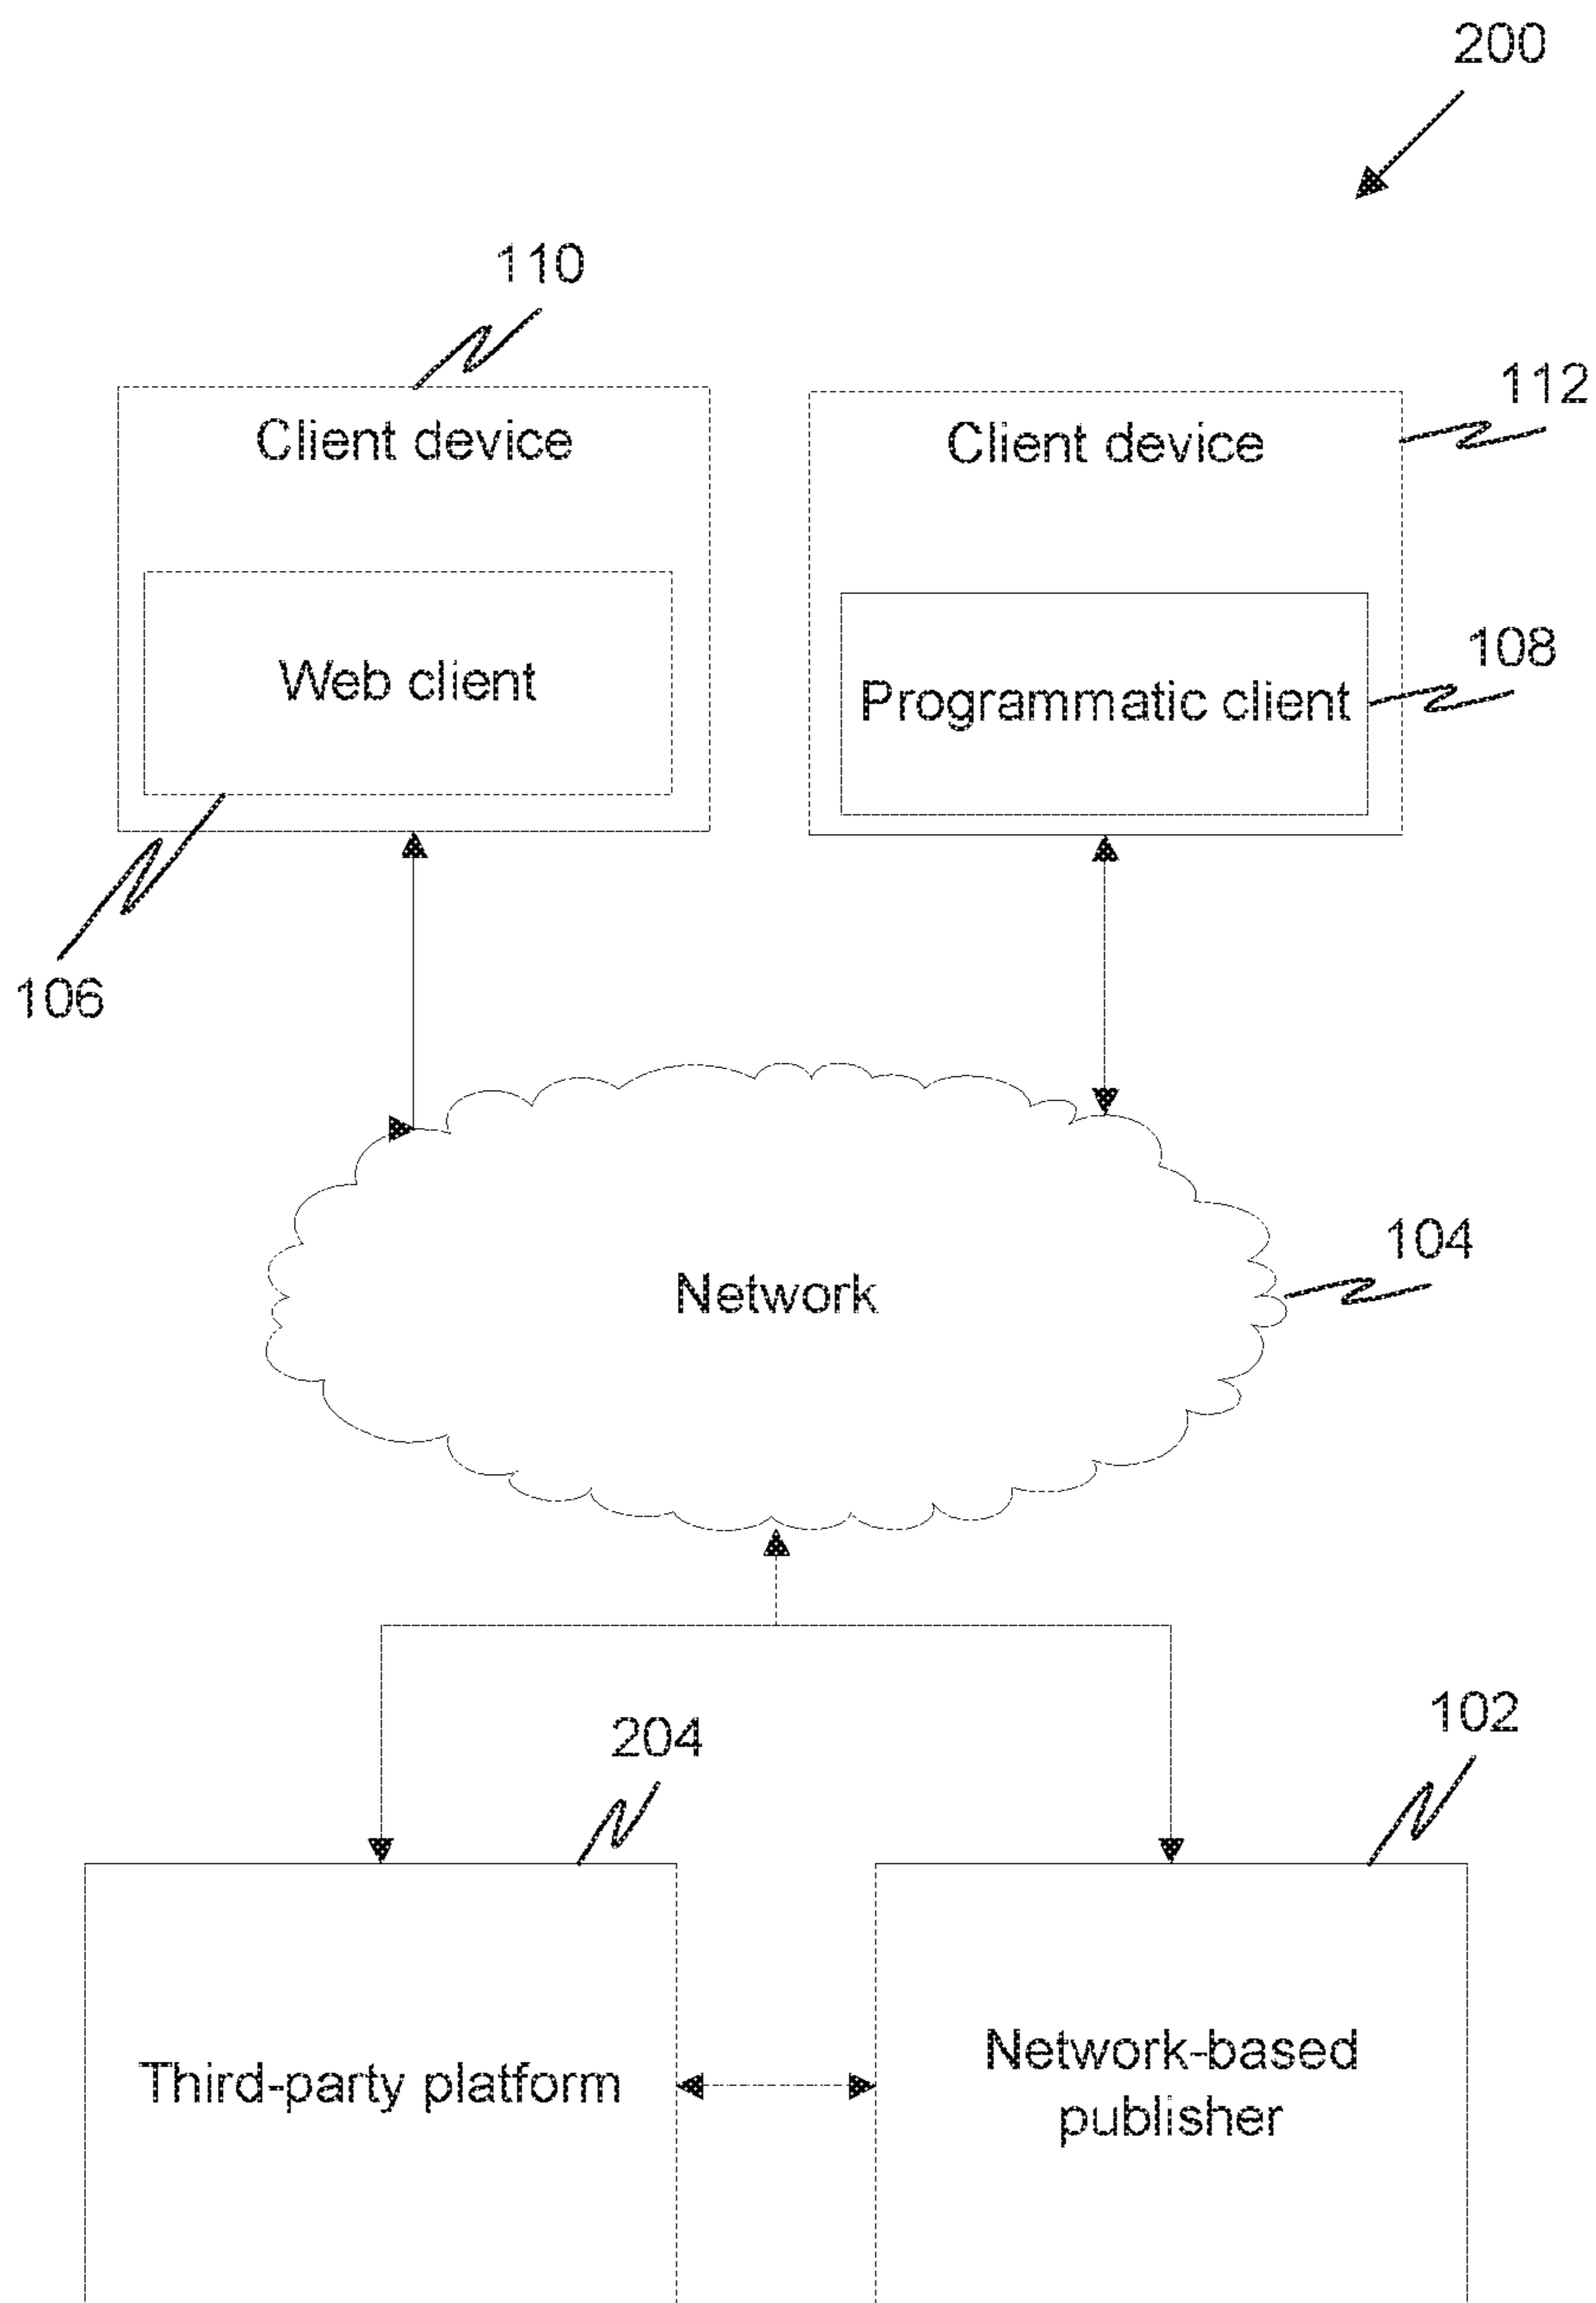 200
110
112
Client device
Client device
108
Web client
Programmatic client
106
104
Network
102
204
Network-based
publisher
Third-party platform